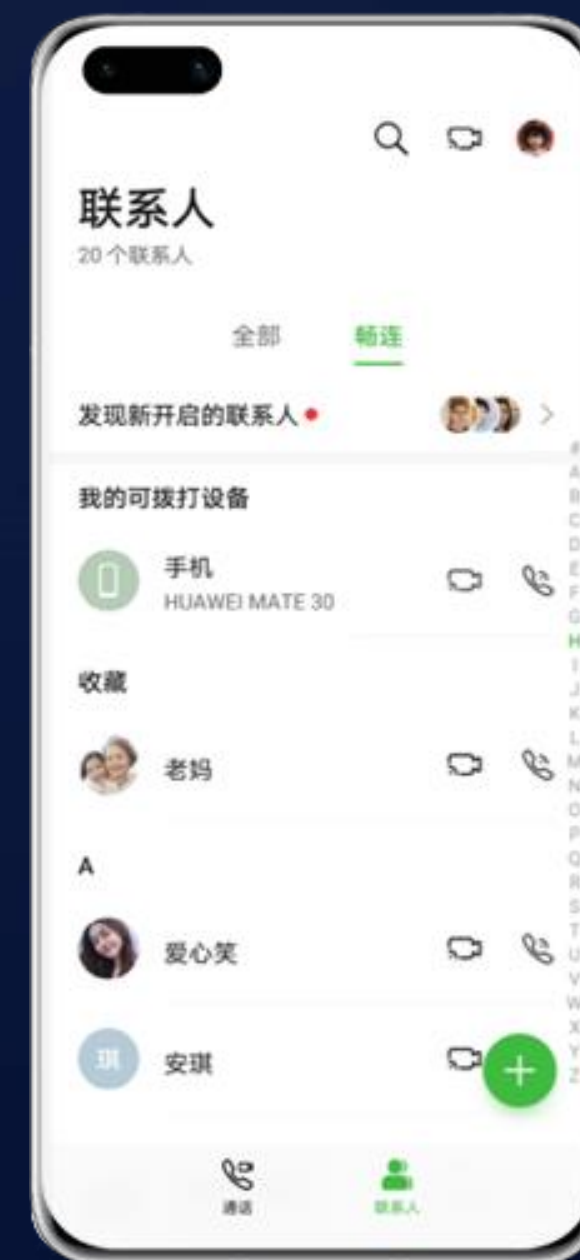 联系人
20 个联系人
全部 畅连
发现新开启的联系人
我的可拨打设备
手机
HUAWEI MATE 30
收藏
老妈
A
爱心笑
琪 安琪
通话 联系人
#
A
B
C
D
E
F
G
H
I
J
K
L
M
N
O
P
Q
R
S
T
U
V
W
X
Y
Z